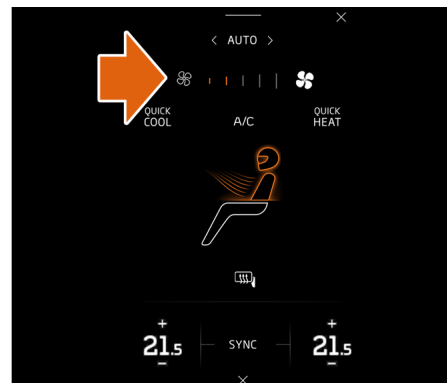 < AUTO >
QUICK COOL
A/C
QUICK HEAT
+ +
21.5 SYNC 21.5
- -